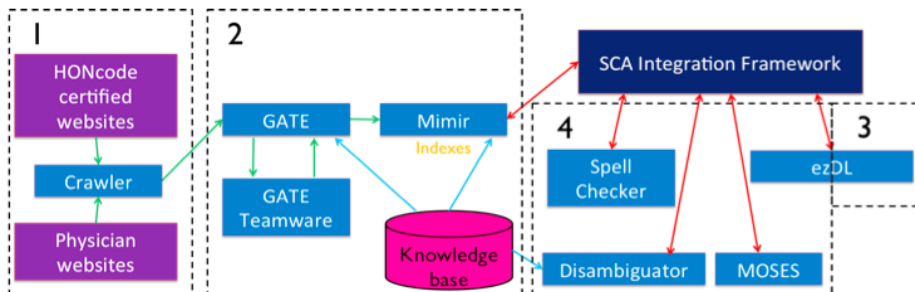 1
HONcode
certified
websites
Crawler
Physician
websites
2
GATE
Mimir
Indexes
GATE
Teamware
Knowledge
base
SCA Integration Framework
4
3
Spell
Checker
ezDL
Disambiguator
MOSES